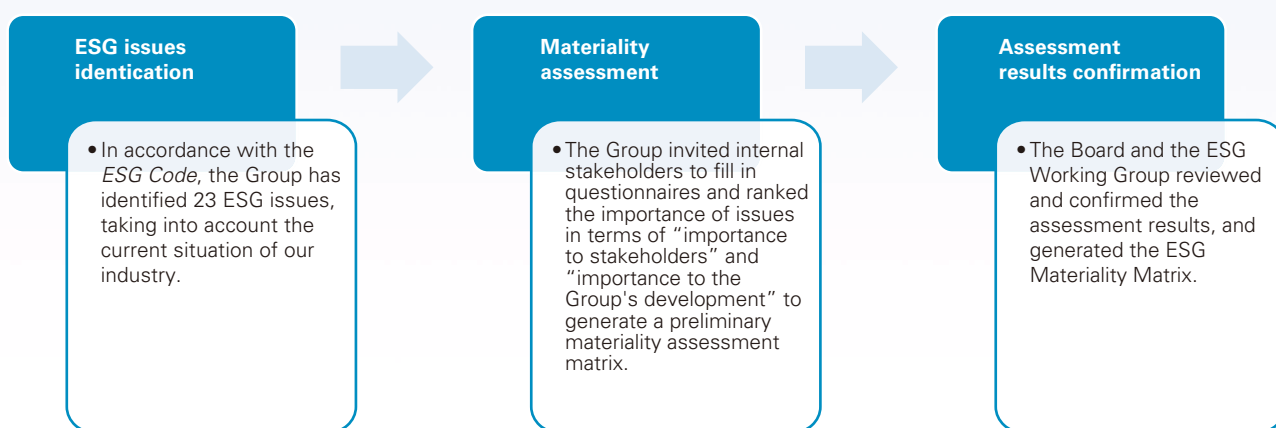 ESG issues
identication
• In accordance with the
ESG Code, the Group has
identified 23 ESG issues,
taking into account the
current situation of our
industry.
Materiality
assessment
• The Group invited internal
stakeholders to fill in
questionnaires and ranked
the importance of issues
in terms of “importance
to stakeholders” and
“importance to the
Group's development” to
generate a preliminary
materiality assessment
matrix.
Assessment
results confirmation
• The Board and the ESG
Working Group reviewed
and confirmed the
assessment results, and
generated the ESG
Materiality Matrix.